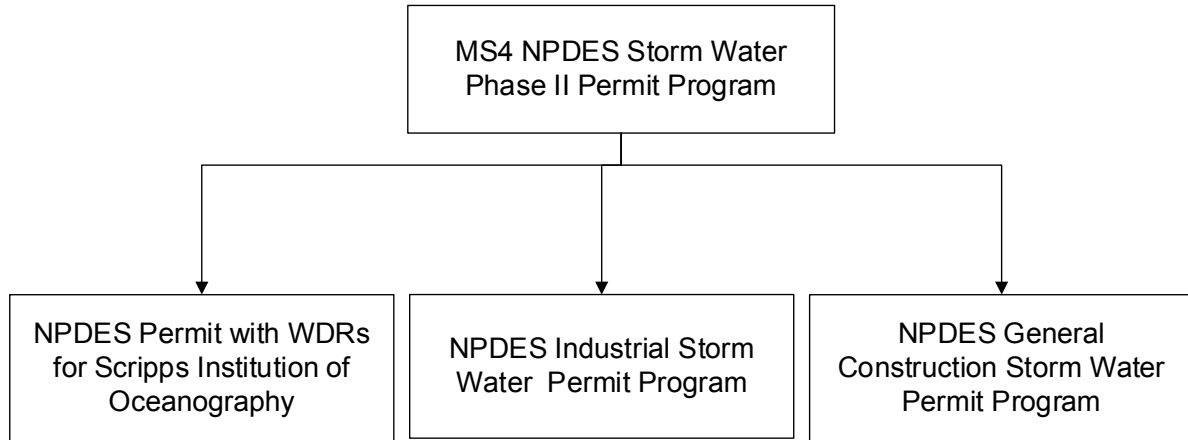 MS4 NPDES Storm Water
Phase II Permit Program
NPDES Permit with WDRs
for Scripps Institution of
Oceanography
NPDES Industrial Storm
Water  Permit Program
NPDES General
Construction Storm Water
Permit Program